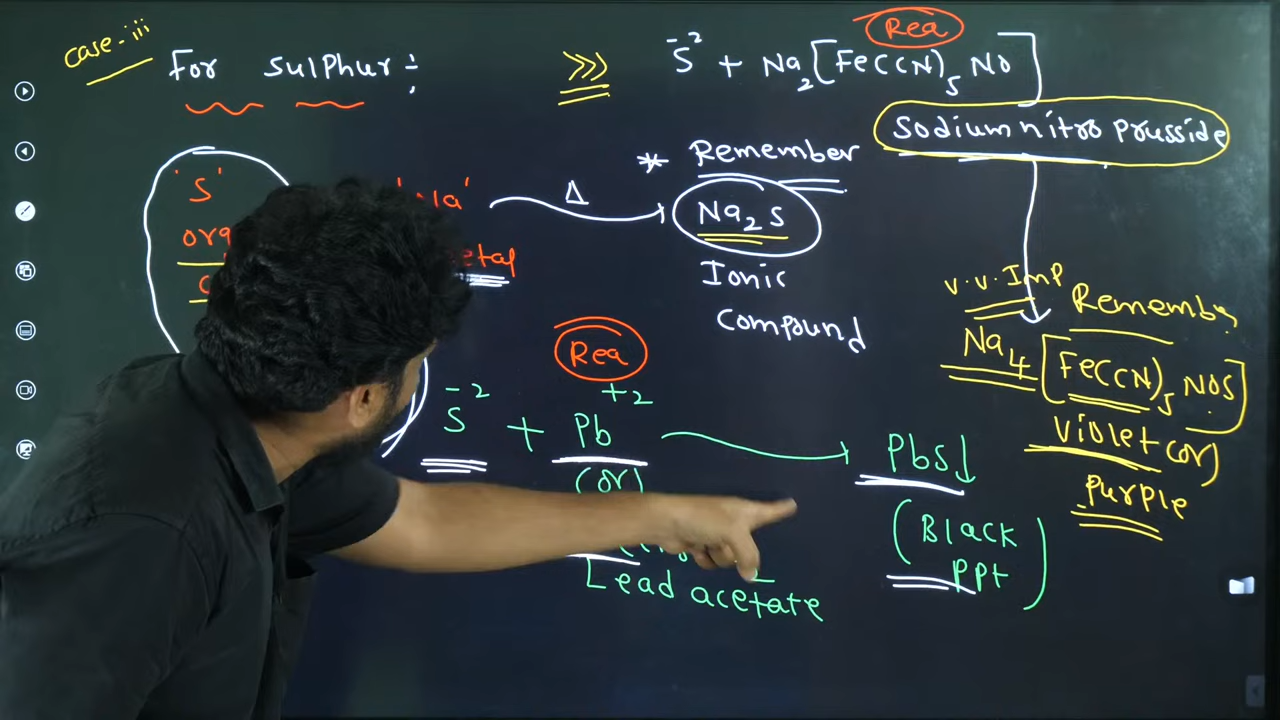 case-iii
For sulphur:
>>> S⁻² + Na₂[Fe(CN)₅NO]
Rea
Sodium nitro prusside
* Remember
'S'
Na₂S
Ionic
compound
Δ
V.V.Imp
Remember
Na₄[Fe(CN)₅NOS]
violet (or)
purple
Rea
S⁻² + Pb⁺² → PbS↓
(or)
Lead acetate
(Black
ppt)